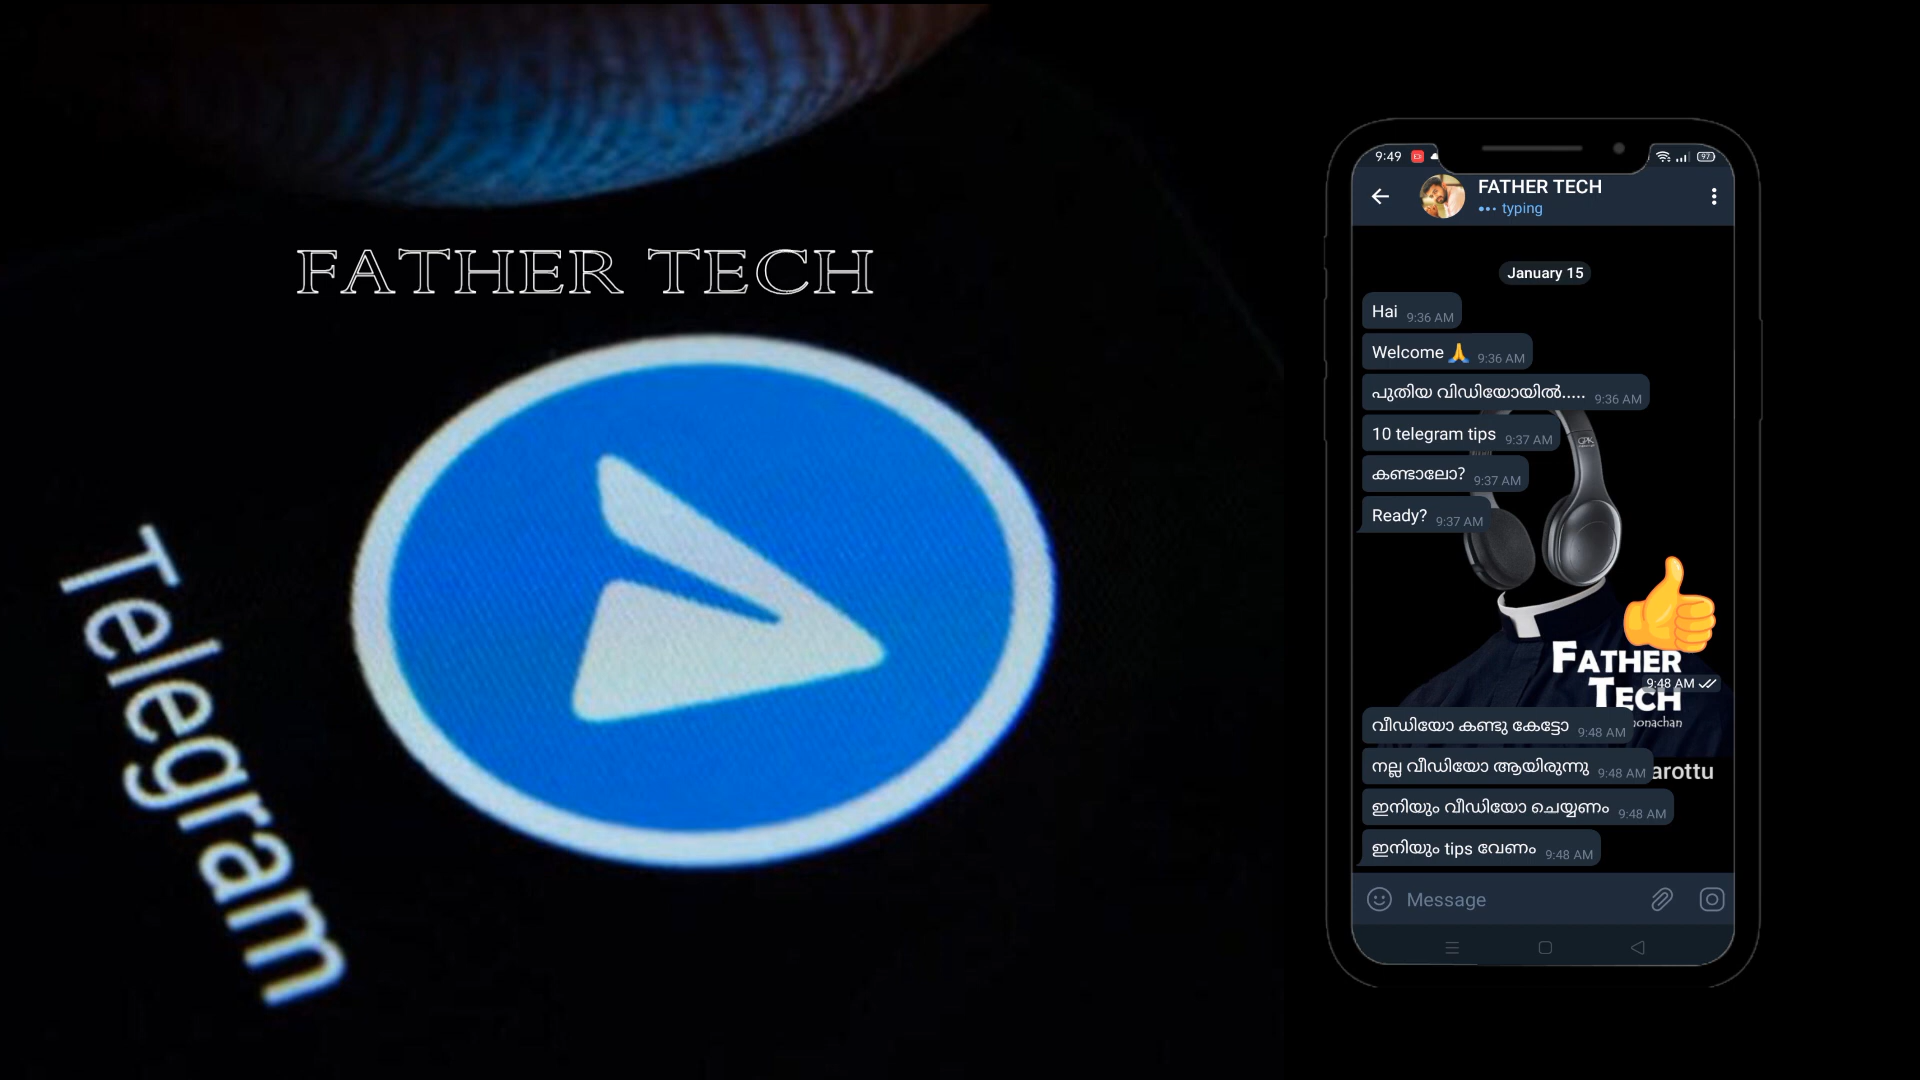 FATHER TECH
Telegram
9:49
97
FATHER TECH
typing
January 15
Hai 9:36 AM
Welcome🙏 9:36 AM
പുതിയ വിഡിയോയിൽ..... 9:36 AM
10 telegram tips 9:37 AM
കണ്ടാലോ? 9:37 AM
Ready? 9:37 AM
👍
FATHER
TECH
9:48 AM
onachan
വീഡിയോ കണ്ടു കേട്ടോ 9:48 AM
നല്ല വീഡിയോ ആയിരുന്നു 9:48 AM
arottu
ഇനിയും വീഡിയോ ചെയ്യണം 9:48 AM
ഇനിയും tips വേണം 9:48 AM
Message